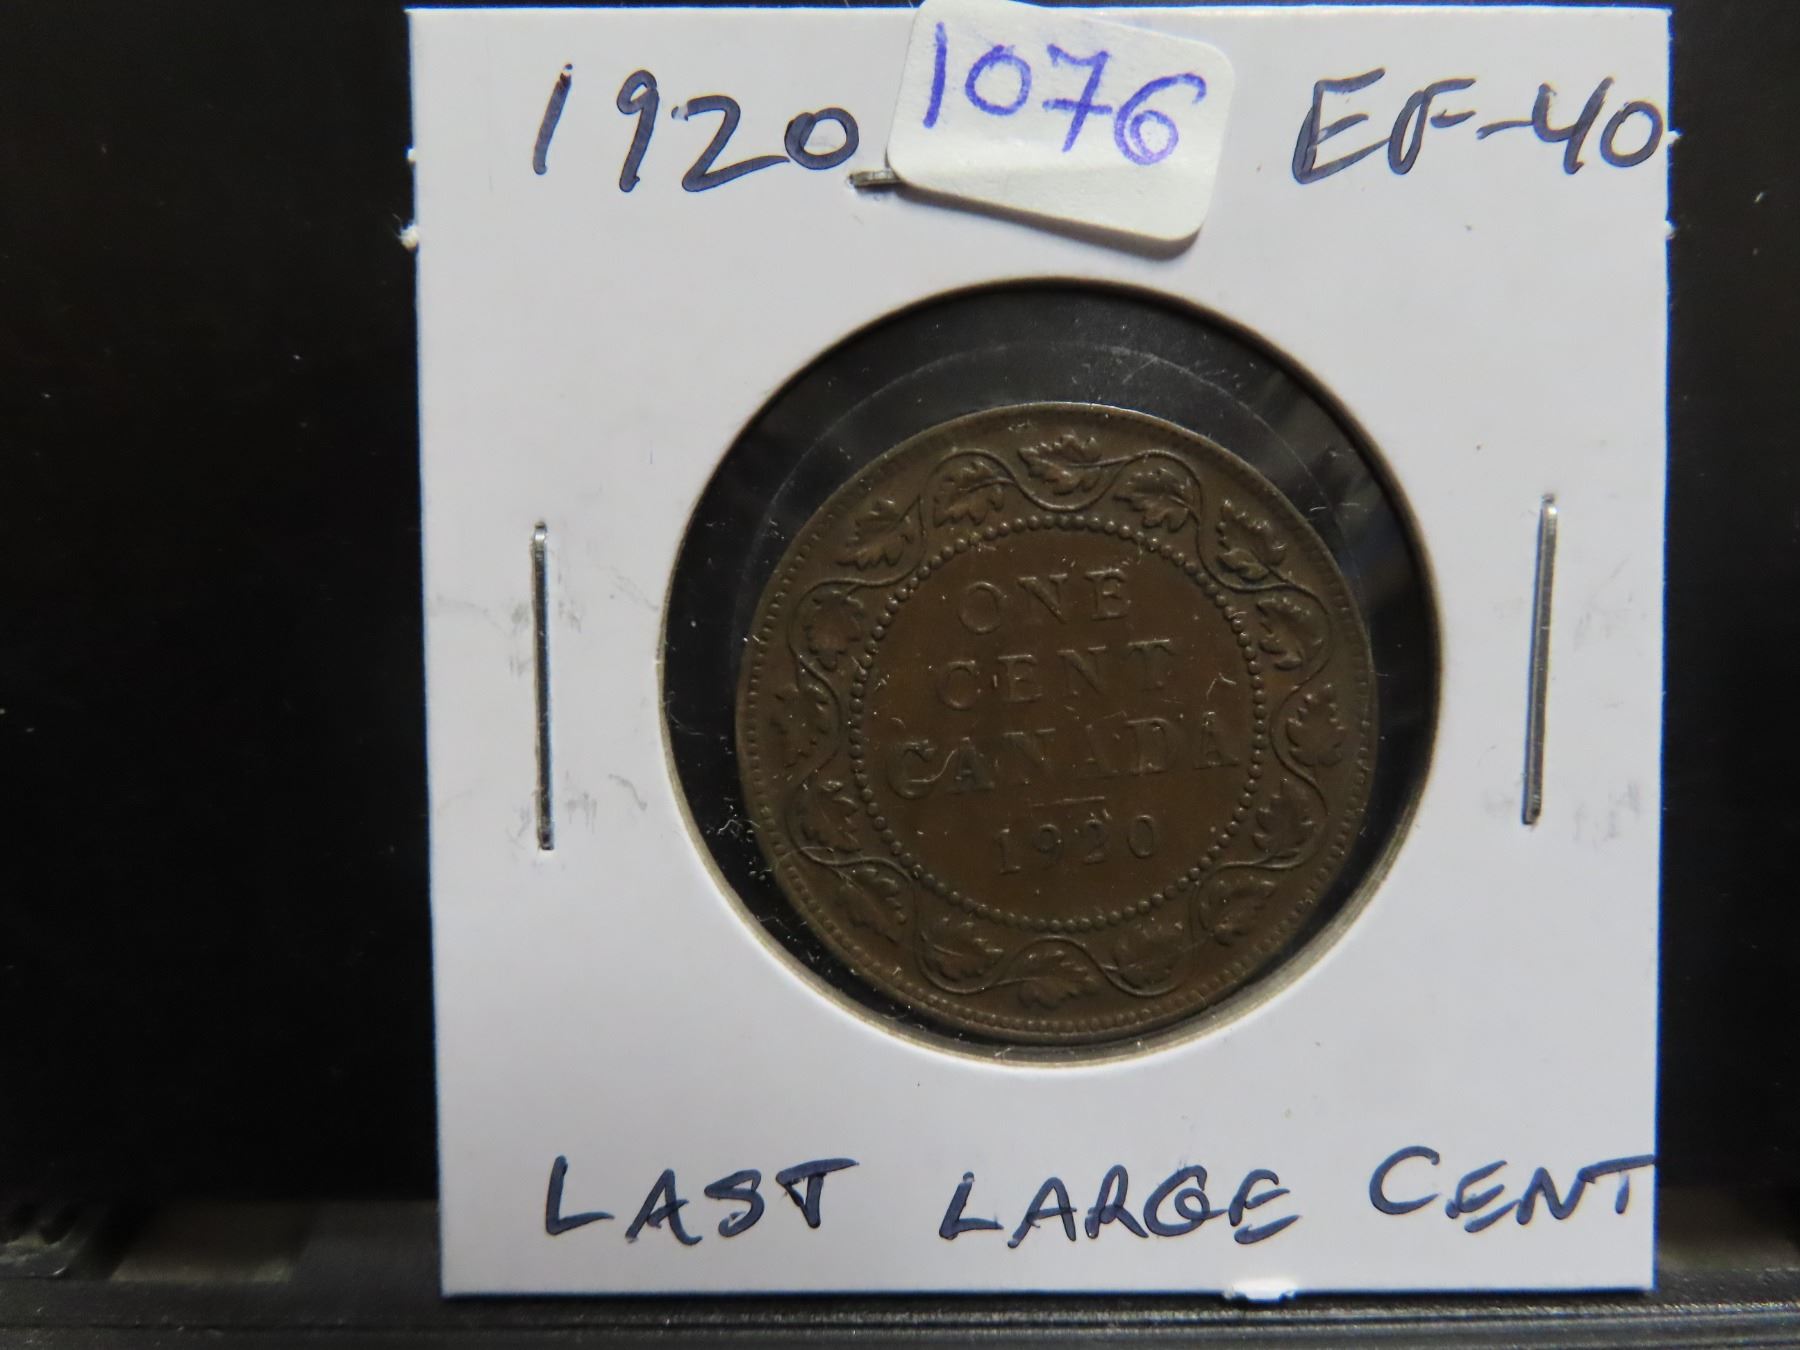 1920 1076 EF-40
ONE
CENT
CANADA
1920
LAST LARGE CENT